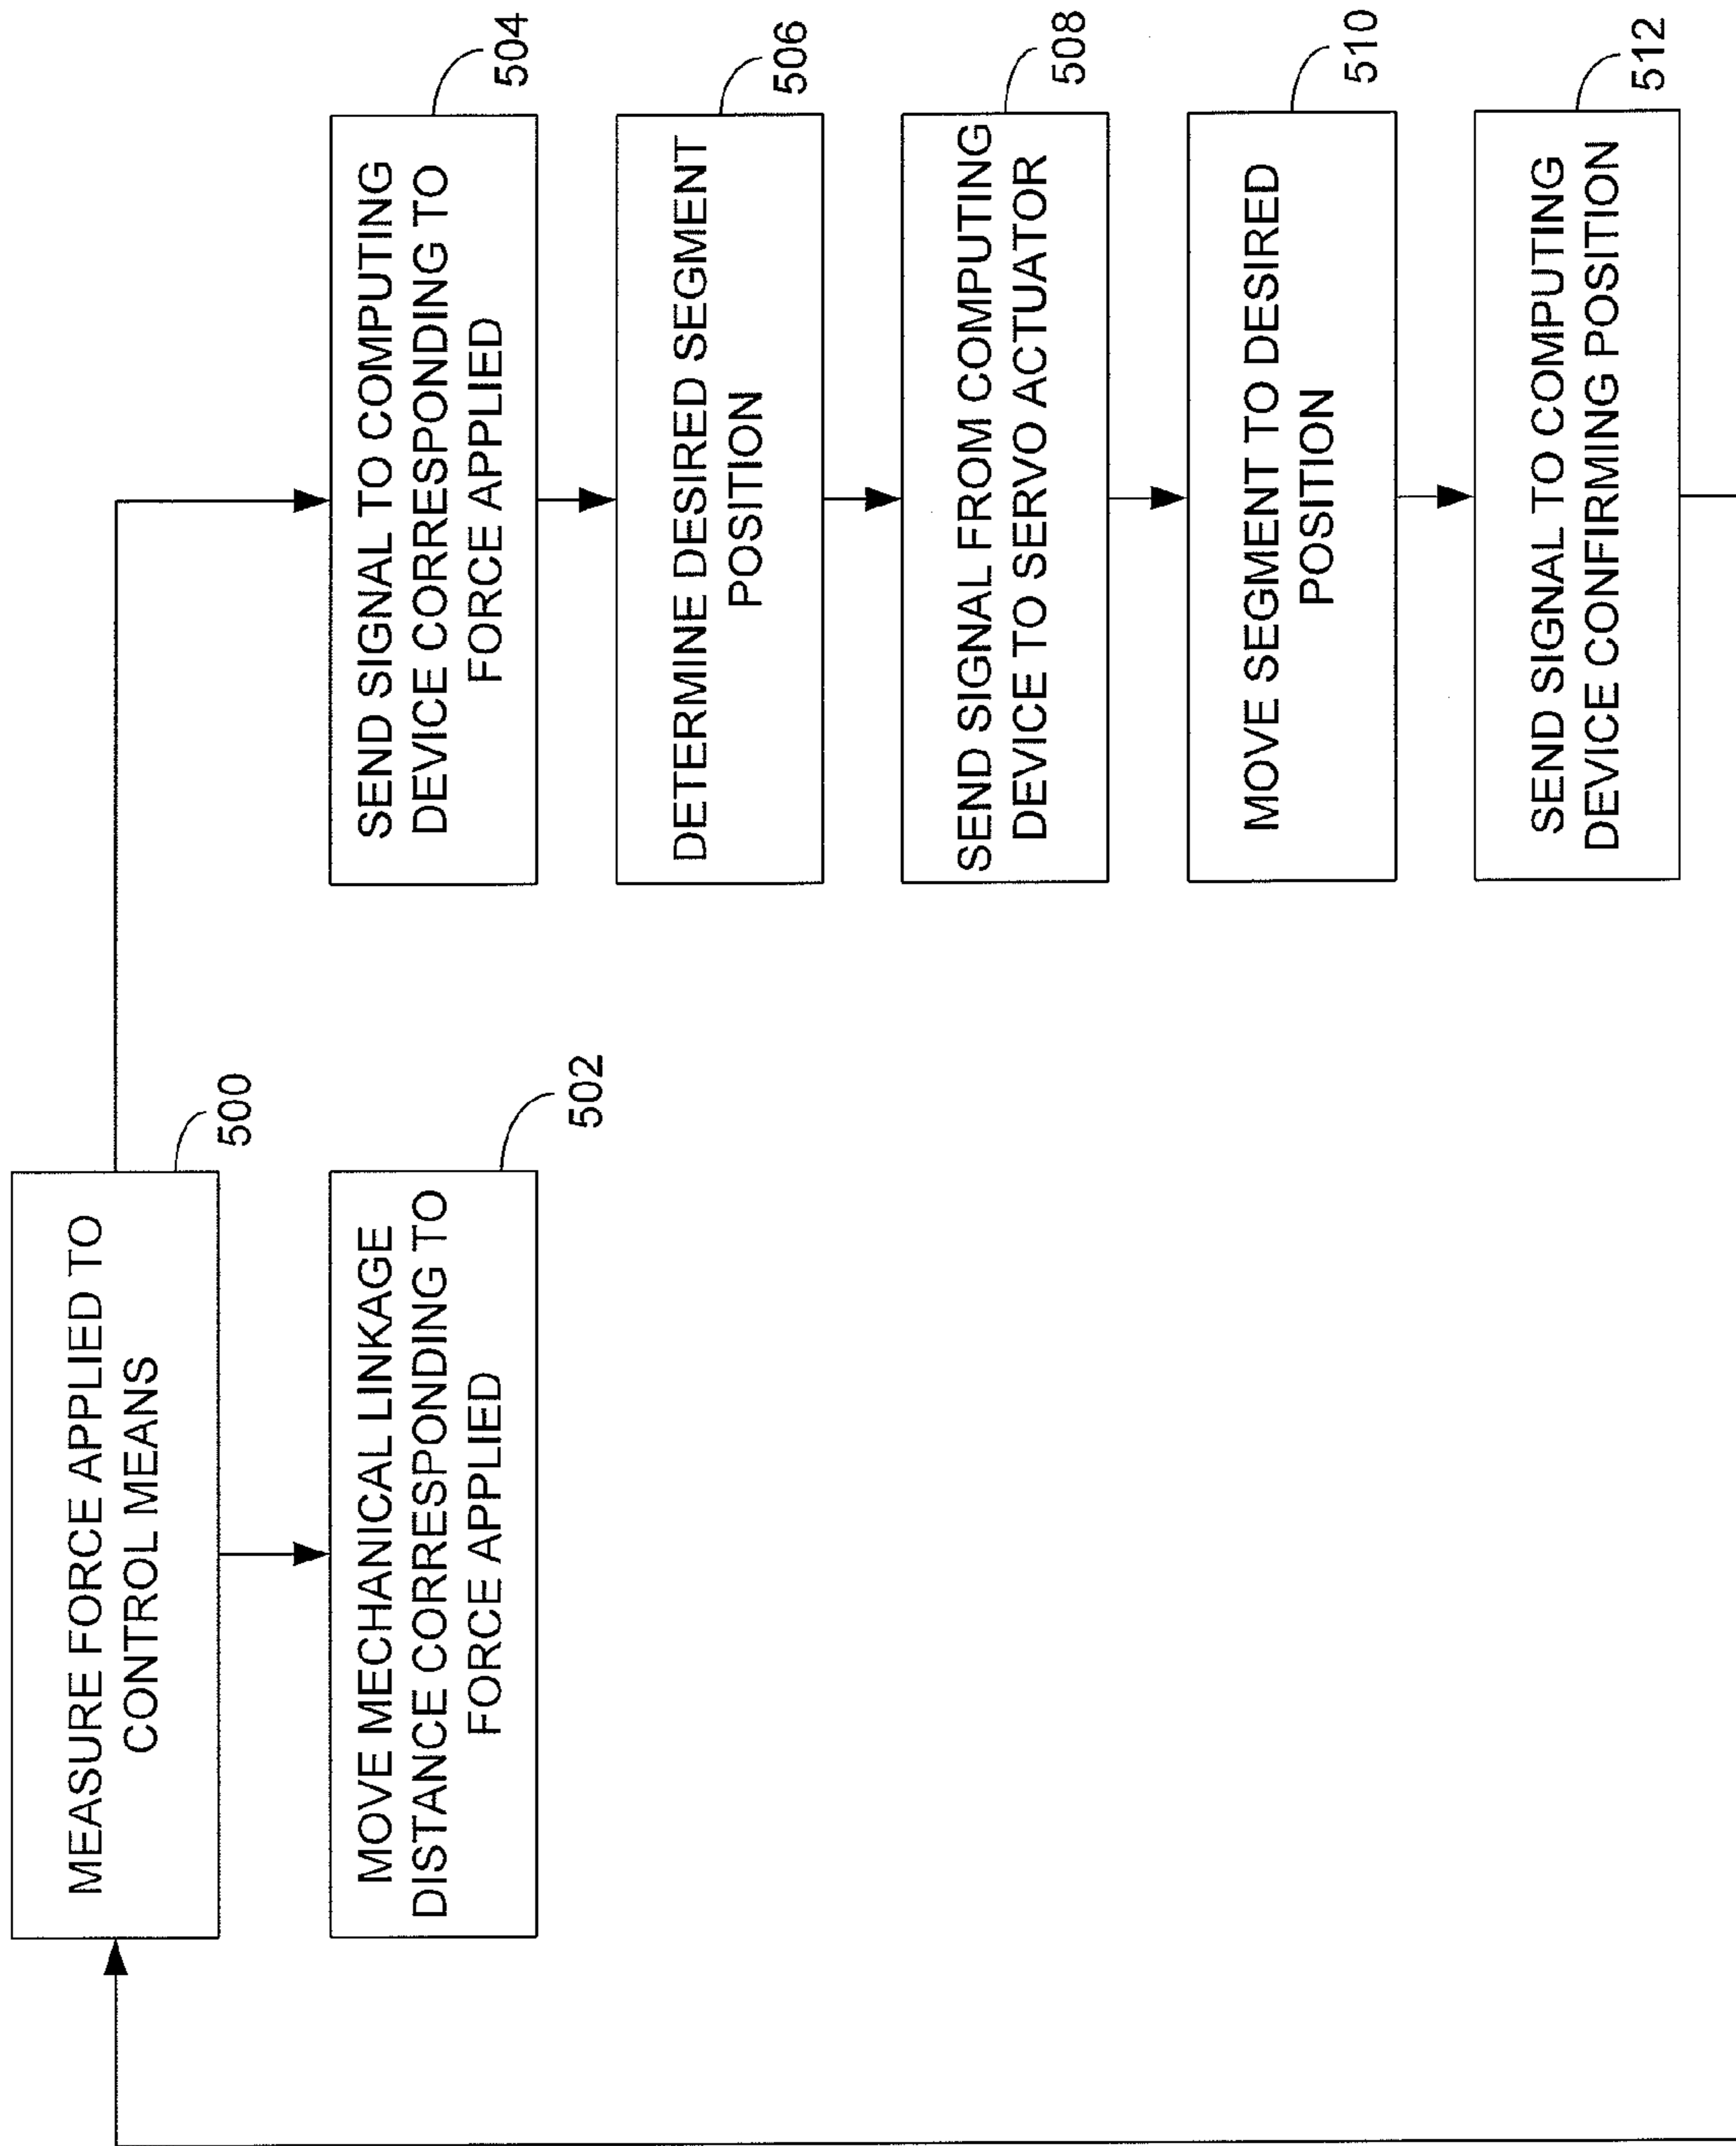 MEASURE FORCE APPLIED TO
CONTROL MEANS
500
MOVE MECHANICAL LINKAGE
DISTANCE CORRESPONDING TO
FORCE APPLIED
502
SEND SIGNAL TO COMPUTING
DEVICE CORRESPONDING TO
FORCE APPLIED
504
DETERMINE DESIRED SEGMENT
POSITION
506
SEND SIGNAL FROM COMPUTING
DEVICE TO SERVO ACTUATOR
508
MOVE SEGMENT TO DESIRED
POSITION
510
SEND SIGNAL TO COMPUTING
DEVICE CONFIRMING POSITION
512